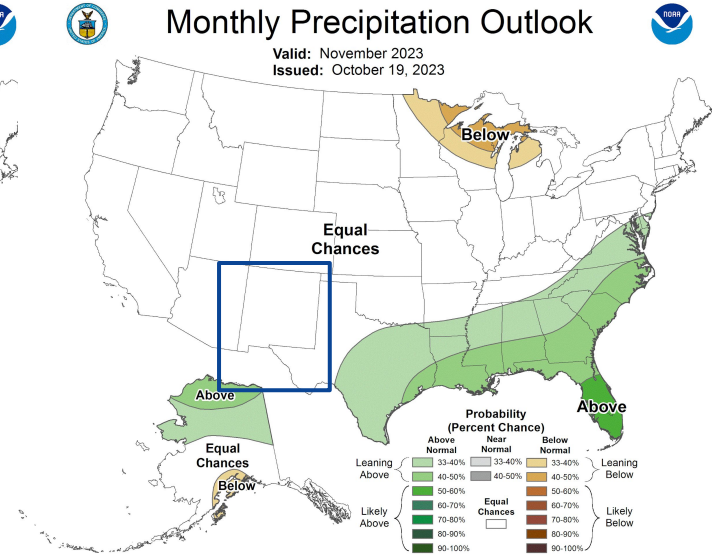 Monthly Precipitation Outlook
NOAA
Valid: November 2023
Issued: October 19, 2023
Below
Equal
Chances
Above
Equal
Chances
Below
Above
Probability
(Percent Chance)
Above
Normal
Near
Normal
Below
Normal
Leaning
Above
33-40%
40-50%
33-40%
40-50%
33-40%
40-50%
Leaning
Below
Likely
Above
50-60%
60-70%
70-80%
80-90%
90-100%
Equal
Chances
50-60%
60-70%
70-80%
80-90%
90-100%
Likely
Below